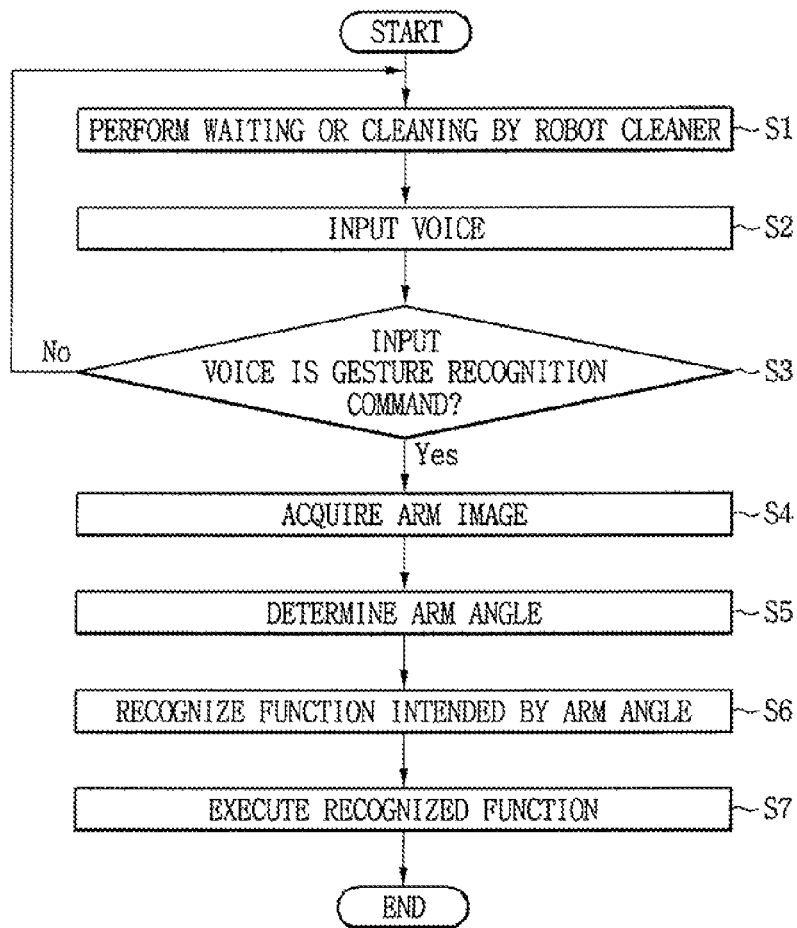 START
PERFORM WAITING OR CLEANING BY ROBOT CLEANER S1
INPUT VOICE S2
INPUT
No VOICE IS GESTURE RECOGNITION S3
COMMAND?
Yes
ACQUIRE ARM IMAGE S4
DETERMINE ARM ANGLE S5
RECOGNIZE FUNCTION INTENDED BY ARM ANGLE S6
EXECUTE RECOGNIZED FUNCTION S7
END